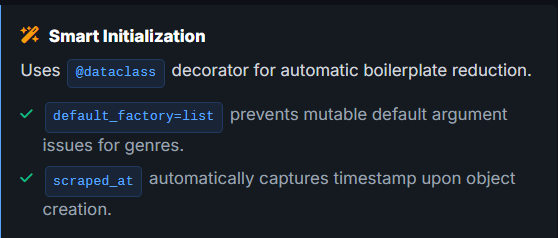 Smart Initialization
Uses @dataclass decorator for automatic boilerplate reduction.
default_factory=list prevents mutable default argument
issues for genres.
scraped_at automatically captures timestamp upon object
creation.